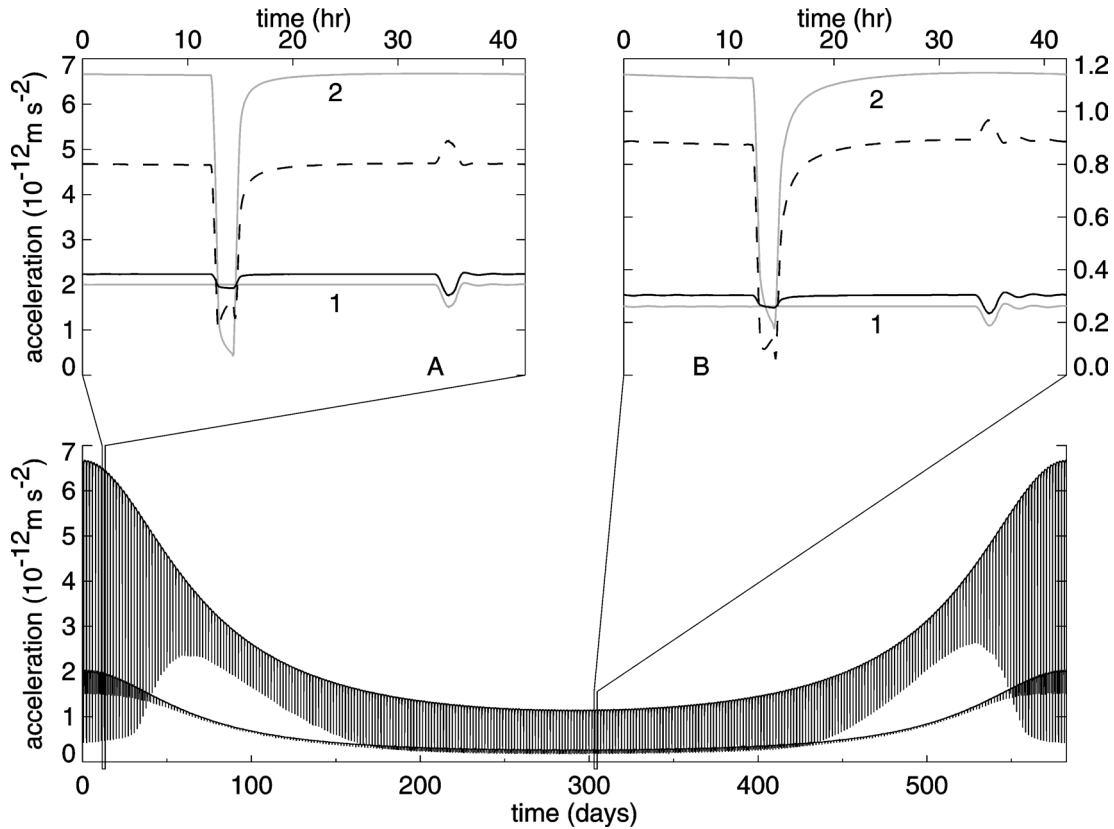 time (hr) time (hr)
0 10 20 30 40 0 10 20 30 40
7 1.2
6 1.0
5 0.8
4 0.6
3 0.4
2 0.2
1 0.0
0
acceleration (10-12m s-2)
2 2
1 1
A B
7
6
5
4
3
2
1
0
acceleration (10-12m s-2)
0 100 200 300 400 500
time (days)